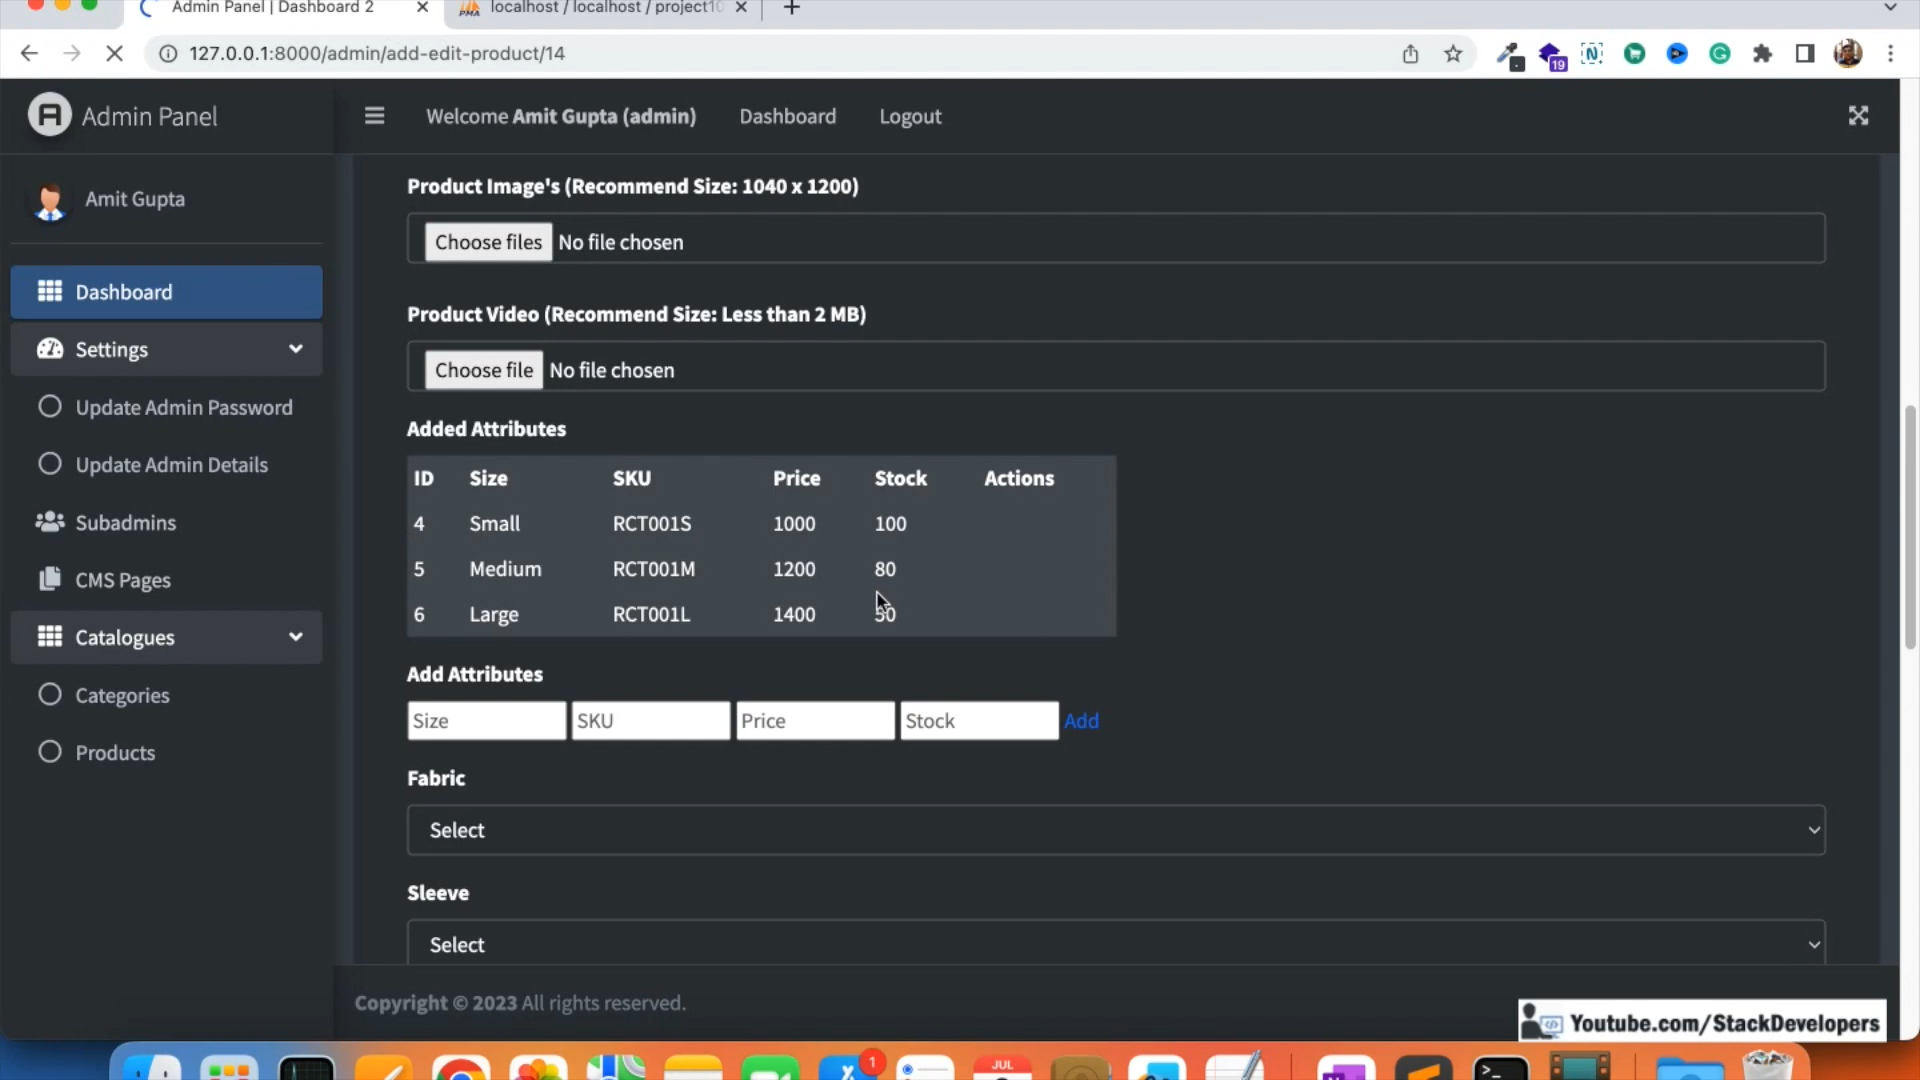 Admin Panel | Dashboard 2
localhost / localhost / project10
127.0.0.1:8000/admin/add-edit-product/14
19
Admin Panel
Welcome Amit Gupta (admin)
Dashboard
Logout
Amit Gupta
Dashboard
Settings
Update Admin Password
Update Admin Details
Subadmins
CMS Pages
Catalogues
Categories
Products
Product Image's (Recommend Size: 1040 x 1200)
Choose files No file chosen
Product Video (Recommend Size: Less than 2 MB)
Choose file No file chosen
Added Attributes
ID Size SKU Price Stock Actions
4 Small RCT001S 1000 100
5 Medium RCT001M 1200 80
6 Large RCT001L 1400 50
Add Attributes
Size SKU Price Stock Add
Fabric
Select
Sleeve
Select
Copyright © 2023 All rights reserved.
Youtube.com/StackDevelopers
1
JUL